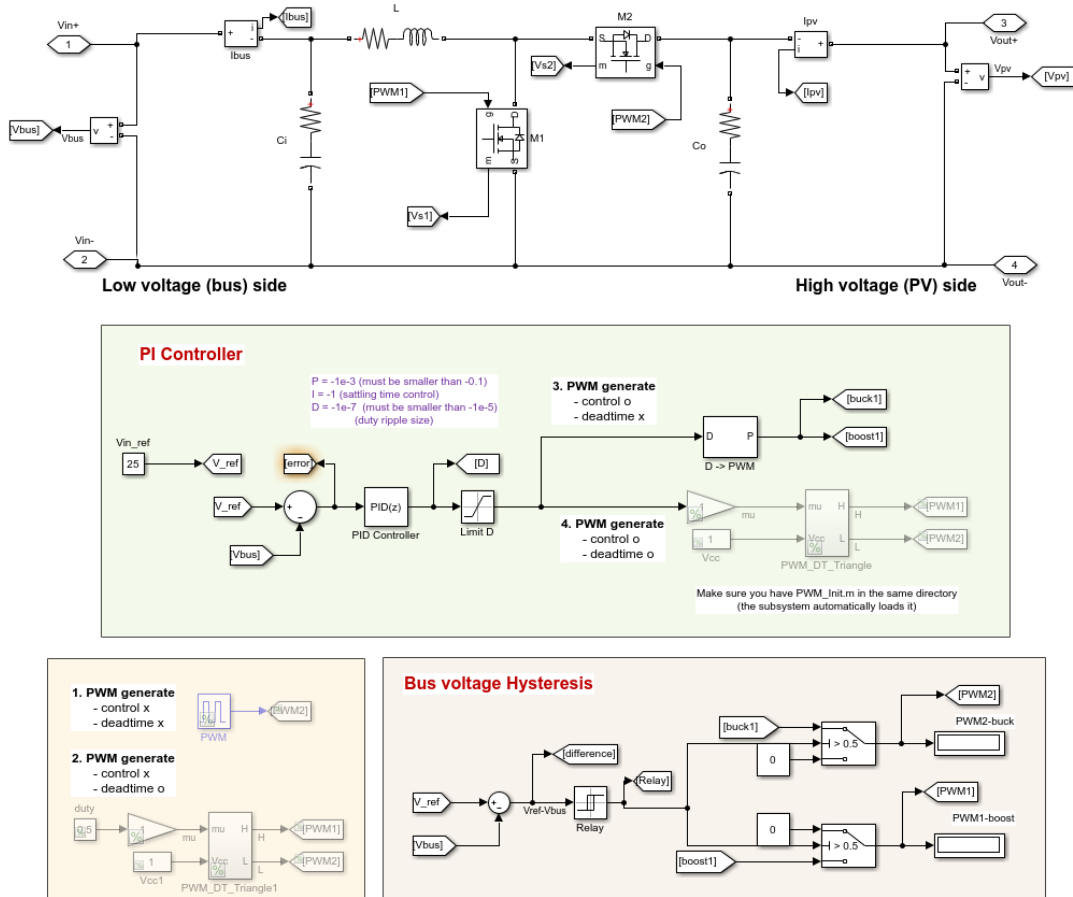 Vin+
1
[Ibus]
i
+
-
Ibus
L
M2
S
D
m
g
[Vs2]
Ipv
-
i
+
[Ipv]
3
Vout+
+
-
v
Vpv
[Vpv]
[PWM1]
[PWM2]
g
D
m
S
M1
[Vbus]
Vbus
v
+
-
Ci
Co
[Vs1]
Vin-
2
4
Vout-
Low voltage (bus) side
High voltage (PV) side
PI Controller
P = -1e-3 (must be smaller than -0.1)
I = -1 (sattling time control)
D = -1e-7 (must be smaller than -1e-5)
(duty ripple size)
3. PWM generate
- control o
- deadtime x
[buck1]
[boost1]
D
P
D -> PWM
Vin_ref
25
V_ref
[error]
[D]
V_ref
+
-
PID(z)
PID Controller
Limit D
[Vbus]
4. PWM generate
- control o
- deadtime o
-1
%
mu
1
Vcc
mu
H
Vcc
L
%
H
L
[PWM1]
[PWM2]
PWM_DT_Triangle
Make sure you have PWM_Init.m in the same directory
(the subsystem automatically loads it)
1. PWM generate
- control x
- deadtime x
%
PWM
[PWM2]
2. PWM generate
- control x
- deadtime o
duty
0.5
-1
%
mu
1
Vcc1
mu
H
Vcc
L
%
H
L
[PWM1]
[PWM2]
PWM_DT_Triangle1
Bus voltage Hysteresis
V_ref
[Vbus]
+
-
[difference]
Vref-Vbus
Relay
[Relay]
[buck1]
0
> 0.5
[PWM2]
PWM2-buck
0
> 0.5
[boost1]
[PWM1]
PWM1-boost